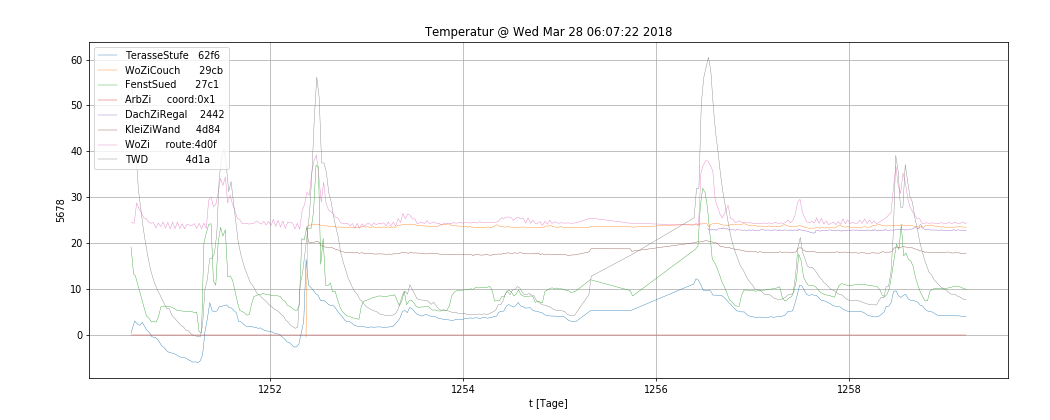 Temperatur @ Wed Mar 28 06:07:22 2018
TerasseStufe 62f6
WoZiCouch 29cb
FenstSued 27c1
ArbZi coord:0x1
DachZiRegal 2442
KleiZiWand 4d84
WoZi route:4d0f
TWD 4d1a
60
50
40
30
20
10
0
5678
1252 1254 1256 1258
t [Tage]